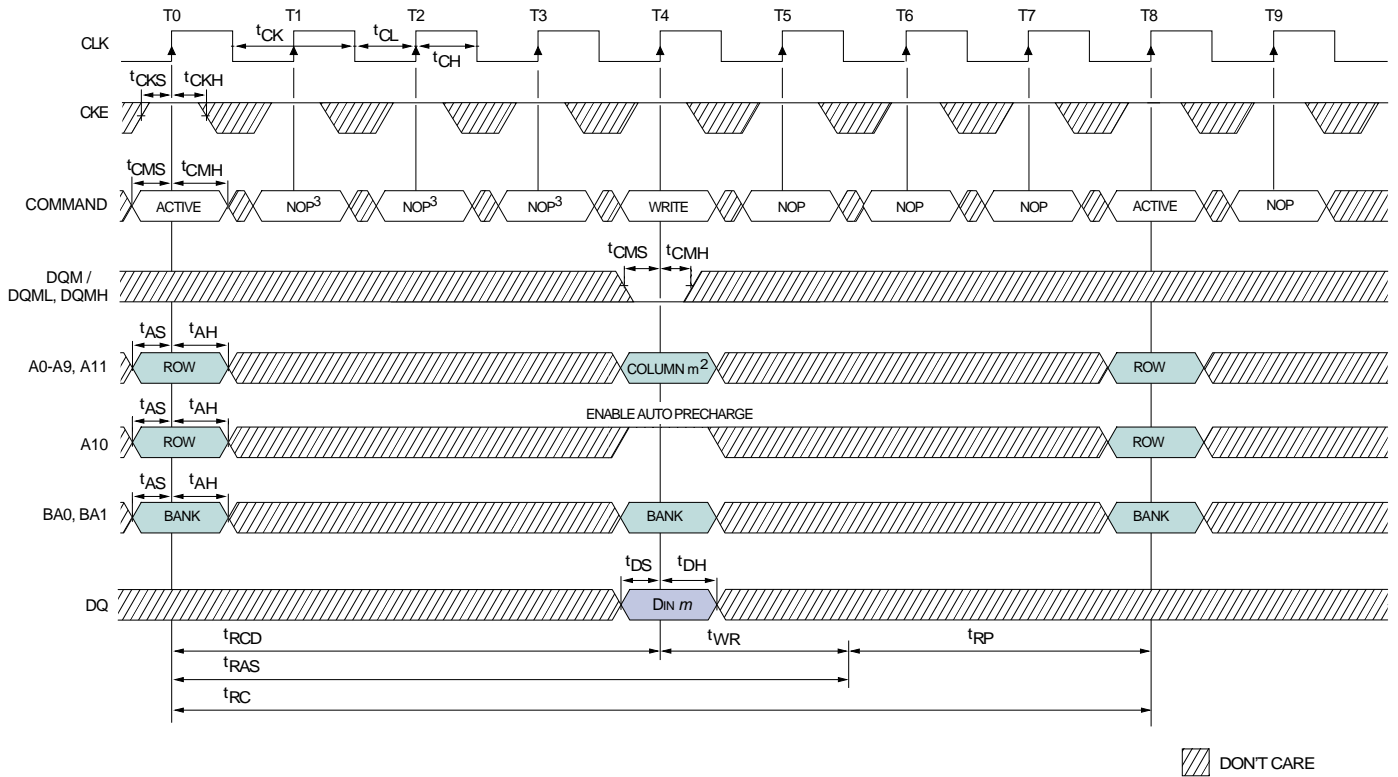 T0 T1 T2 T3 T4 T5 T6 T7 T8 T9
CLK
tCK tCL
tCH
tCKS tCKH
CKE
tCMS tCMH
COMMAND ACTIVE NOP3 NOP3 NOP3 WRITE NOP NOP NOP ACTIVE NOP
tCMS tCMH
DQM /
DQML, DQMH
tAS tAH
A0-A9, A11 ROW COLUMN m2 ROW
ENABLE AUTO PRECHARGE
tAS tAH
A10 ROW ROW
tAS tAH
BA0, BA1 BANK BANK BANK
tDS tDH
DQ DIN m
tRCD tWR tRP
tRAS
tRC
DON'T CARE